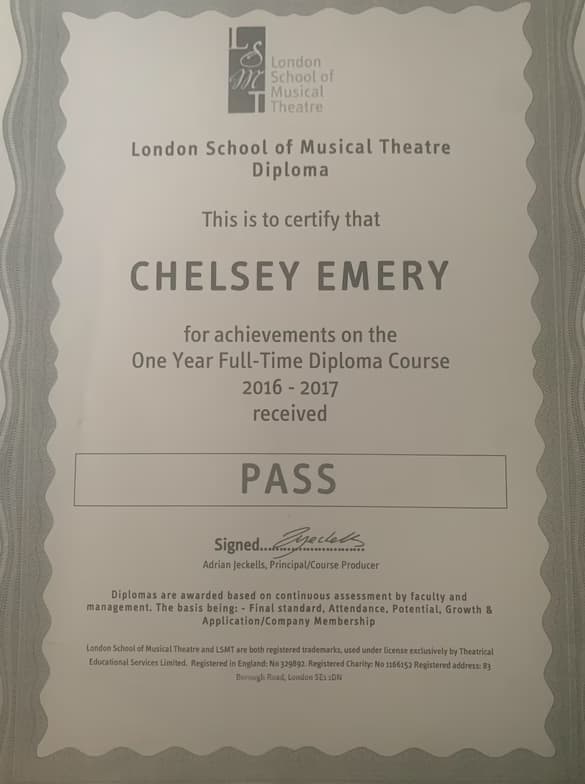 LSMT
London
School of
Musical
Theatre
London School of Musical Theatre
Diploma
This is to certify that
CHELSEY EMERY
for achievements on the
One Year Full-Time Diploma Course
2016 - 2017
received
PASS
Signed..............................
Adrian Jeckells, Principal/Course Producer
Diplomas are awarded based on continuous assessment by faculty and
management. The basis being: - Final standard, Attendance, Potential, Growth &
Application/Company Membership
London School of Musical Theatre and LSMT are both registered trademarks, used under license exclusively by Theatrical
Educational Services Limited. Registered in England: No 329892. Registered Charity: No 1166152 Registered address: 83
Borough Road, London SE1 1DN